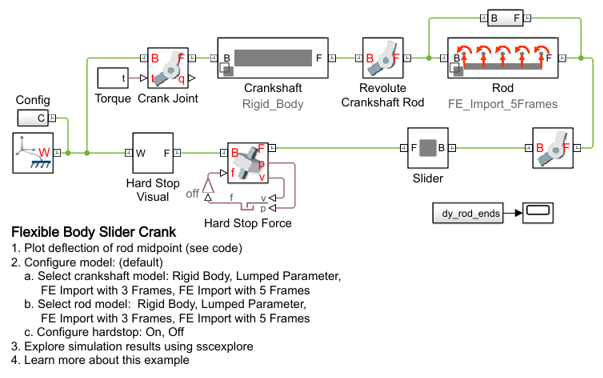 B F
B F
t q
t
Torque
Crank Joint
B F
Crankshaft
Rigid_Body
B F
Revolute
Crankshaft Rod
B F
Rod
FE_Import_5Frames
Config
C
W
W F
Hard Stop
Visual
B F
f p
v
off
f v
p
Hard Stop Force
F B
Slider
B F
dy_rod_ends
Flexible Body Slider Crank
1. Plot deflection of rod midpoint (see code)
2. Configure model: (default)
a. Select crankshaft model: Rigid Body, Lumped Parameter,
FE Import with 3 Frames, FE Import with 5 Frames
b. Select rod model: Rigid Body, Lumped Parameter,
FE Import with 3 Frames, FE Import with 5 Frames
c. Configure hardstop: On, Off
3. Explore simulation results using sscexplore
4. Learn more about this example